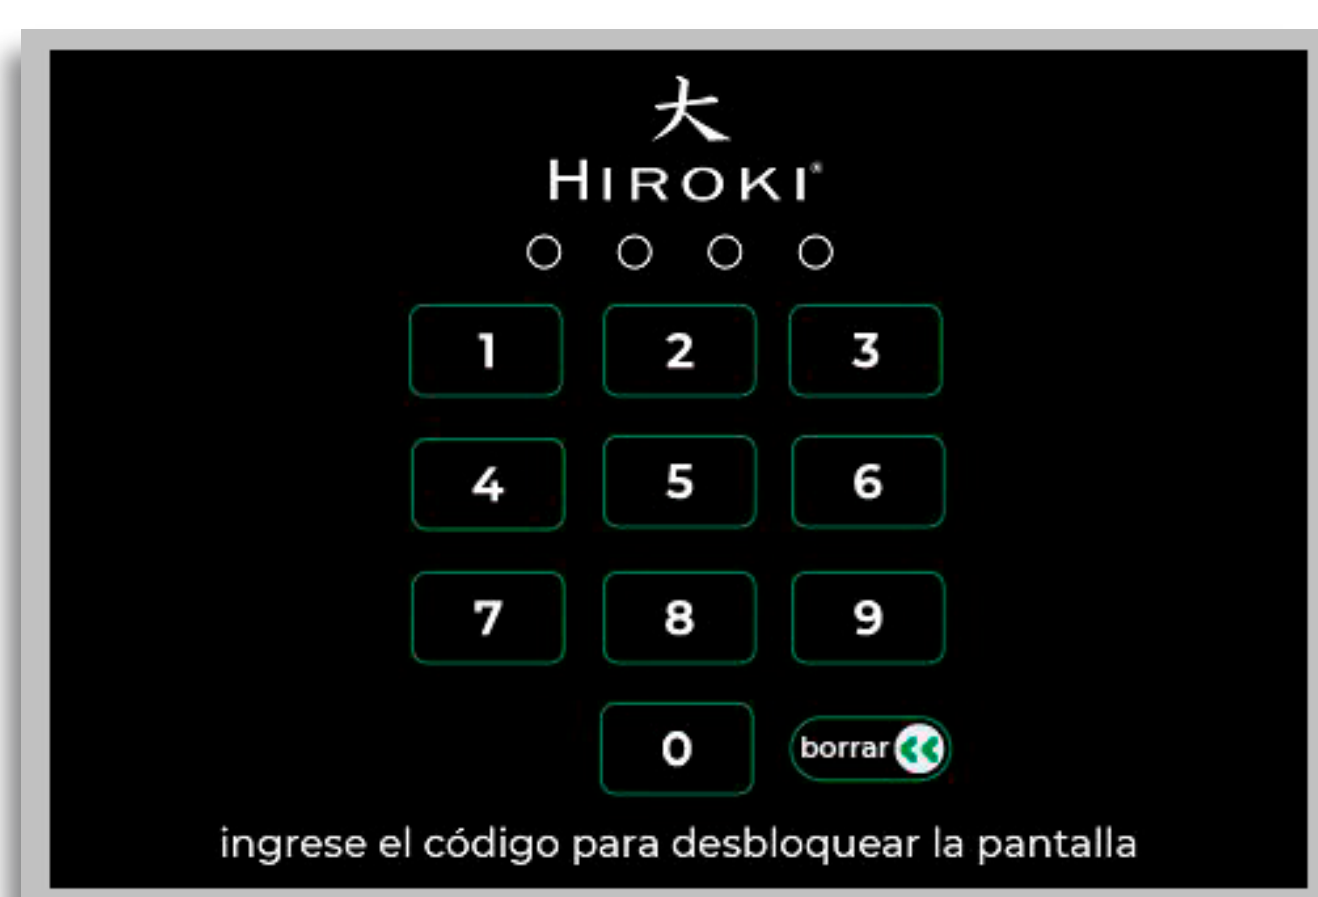 大
HIROKI®
1 2 3
4 5 6
7 8 9
0 borrar
ingrese el código para desbloquear la pantalla